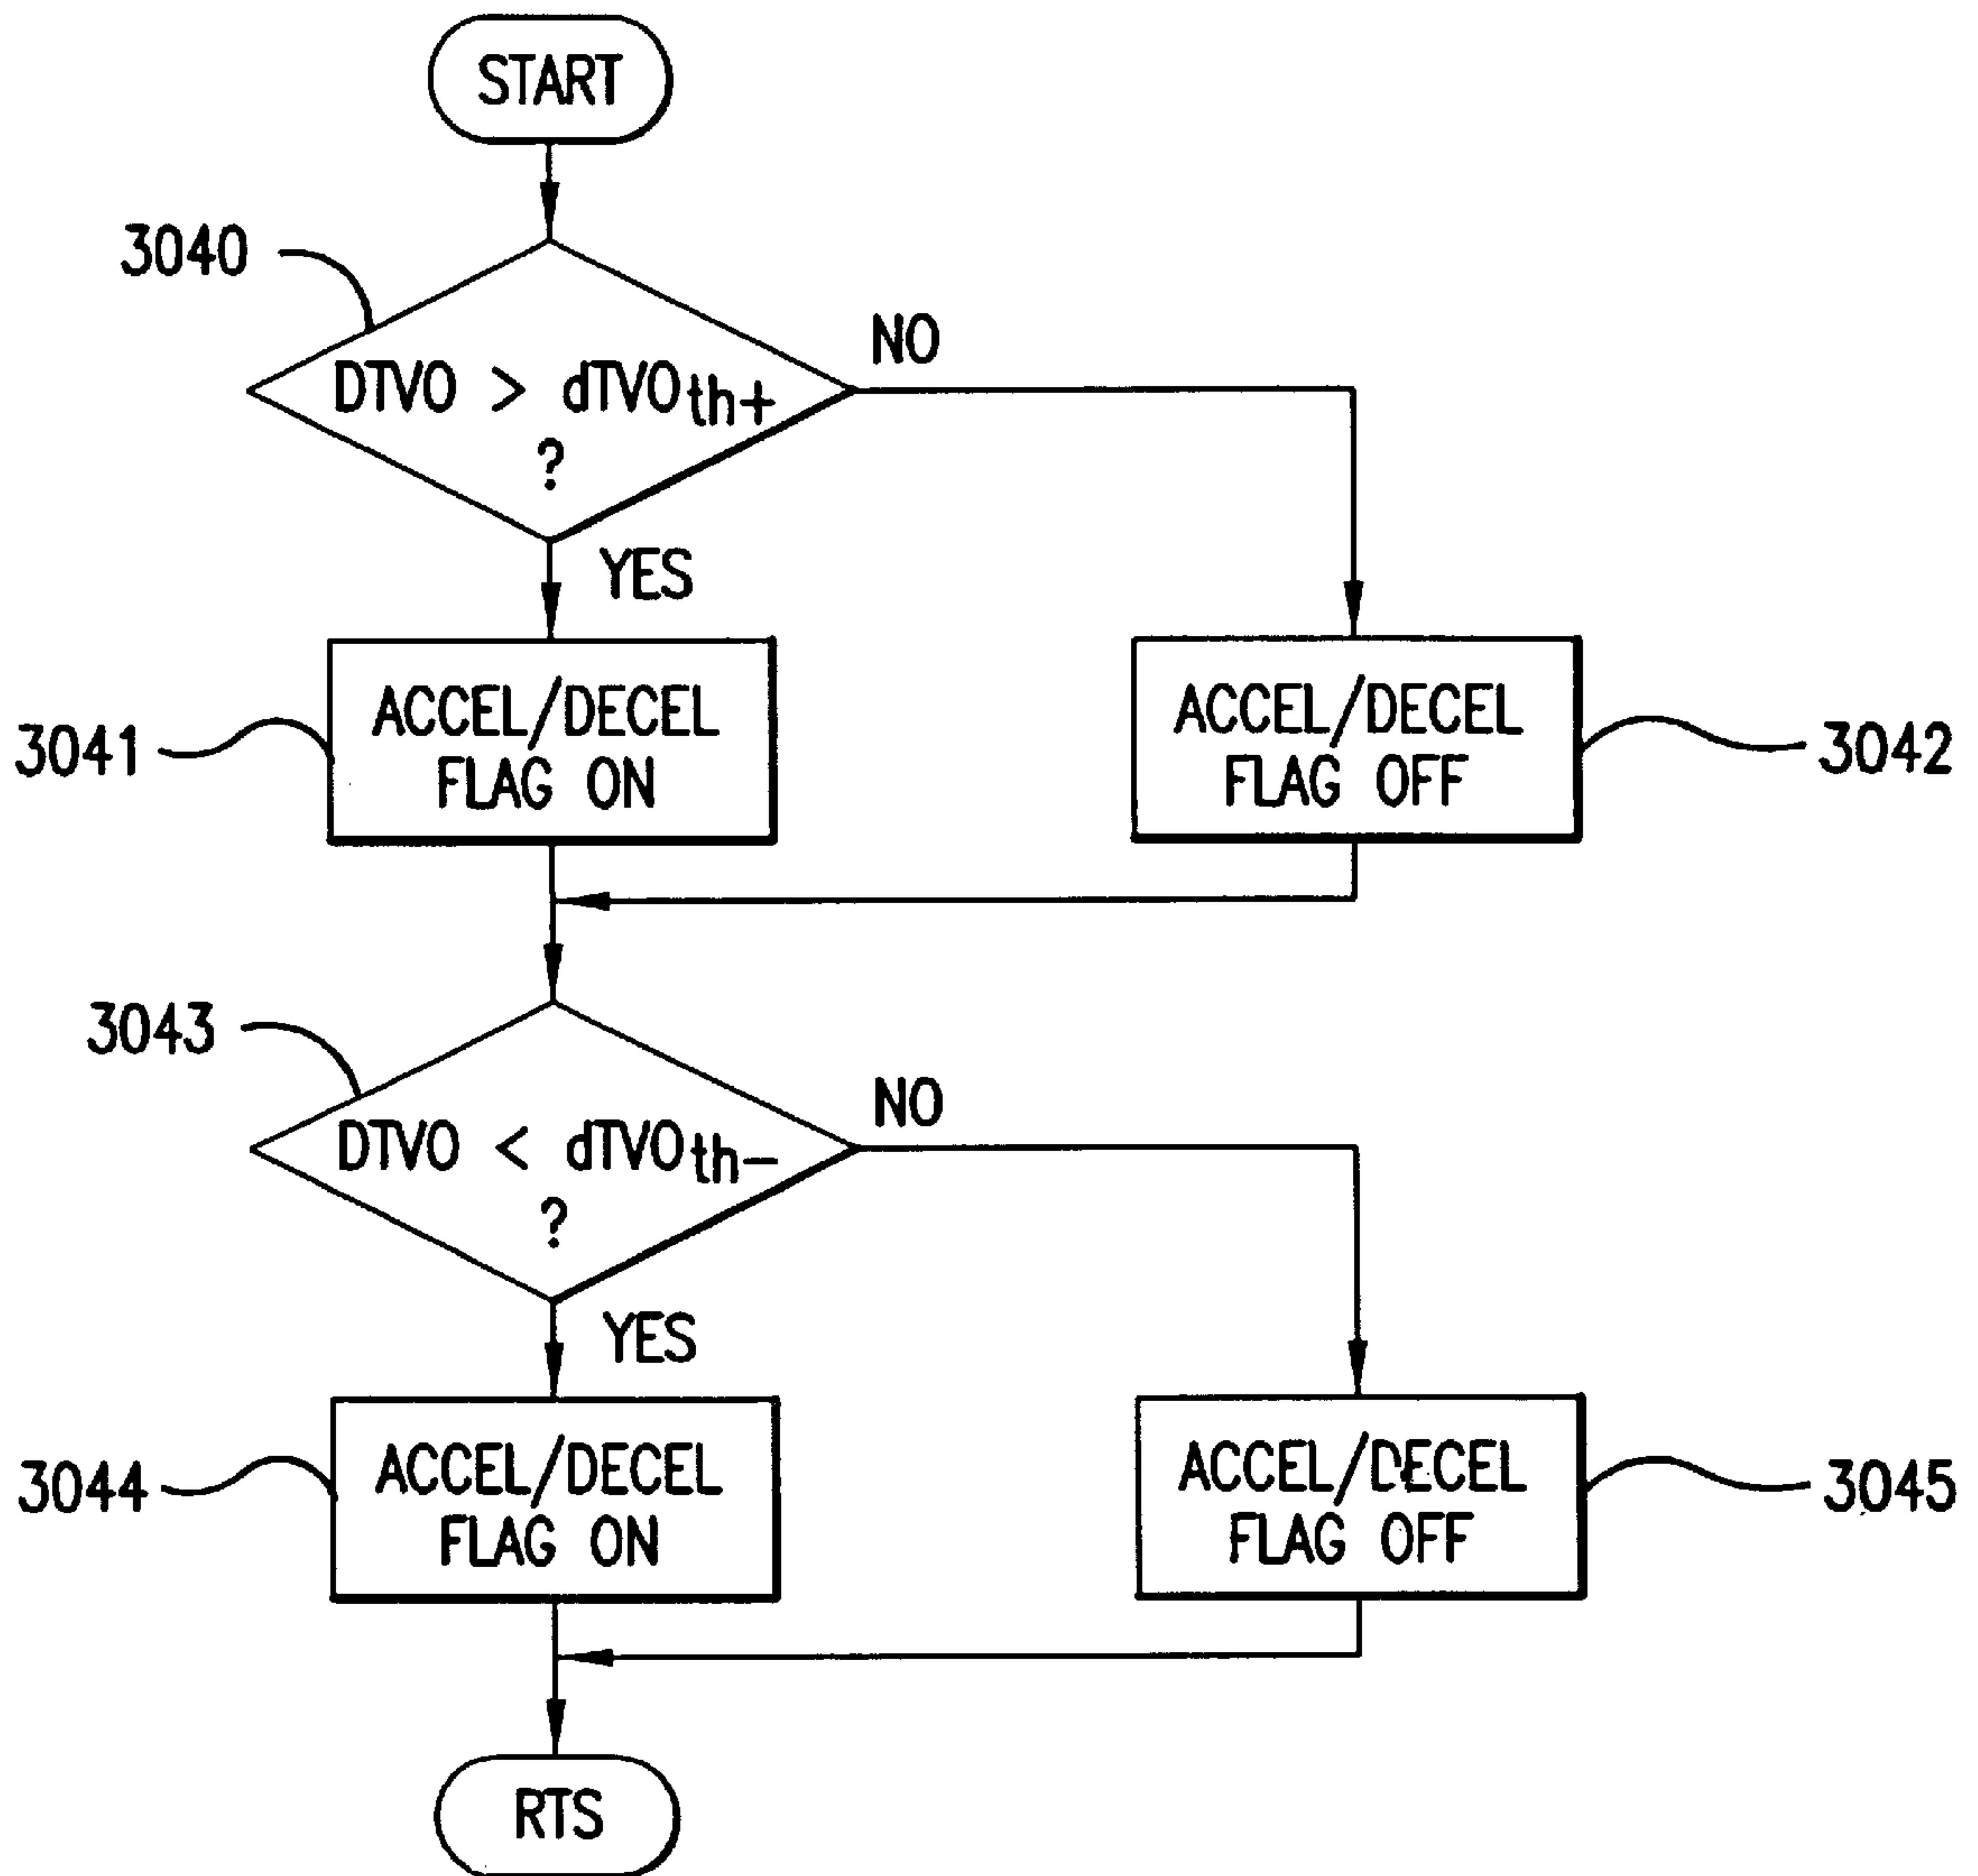 START
3040
NO
DTVO > dTVOth+
?
YES
3041
ACCEL/DECEL
FLAG ON
ACCEL/DECEL
FLAG OFF
3042
3043
NO
DTVO < dTVOth-
?
YES
3044
ACCEL/DECEL
FLAG ON
ACCEL/DECEL
FLAG OFF
3045
RTS